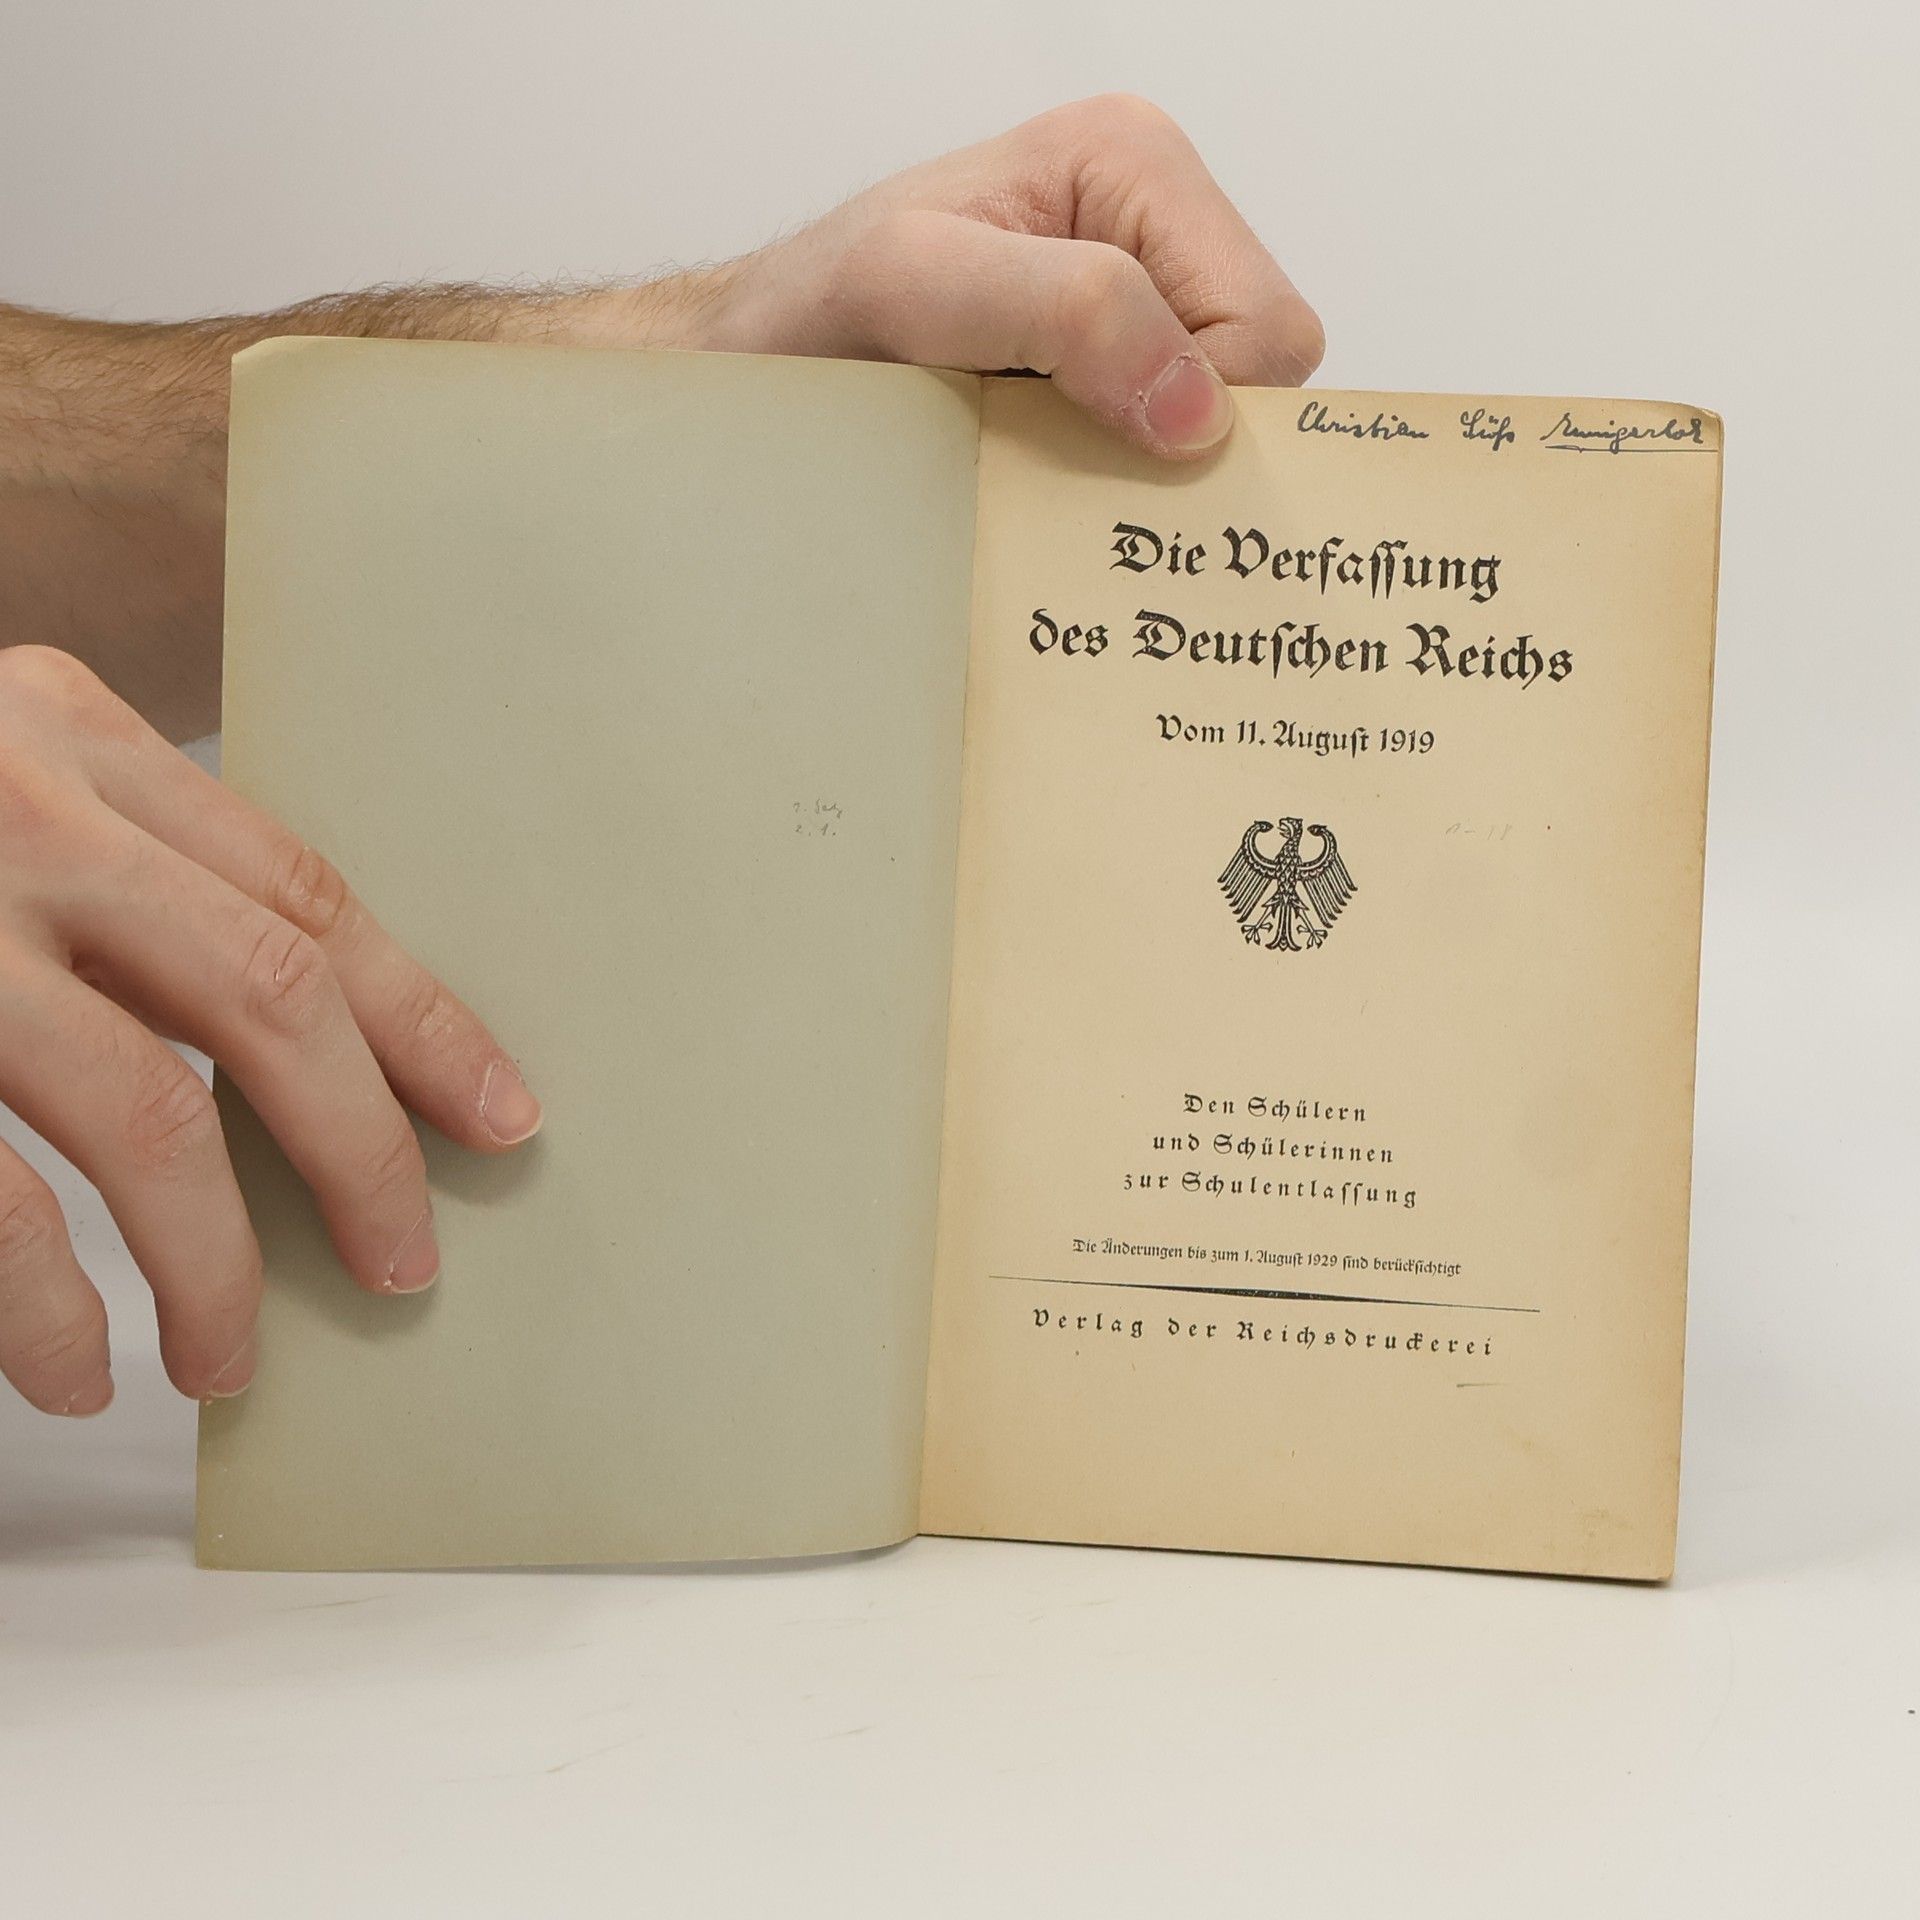 Christian Süß
Die Verfaſſung
des Deutſchen Reichs
Vom 11. Auguſt 1919
Den Schülern
und Schülerinnen
zur Schulentlaſſung
Die Änderungen bis zum 1. Auguſt 1929 ſind berückſichtigt
Verlag der Reichsdruckerei